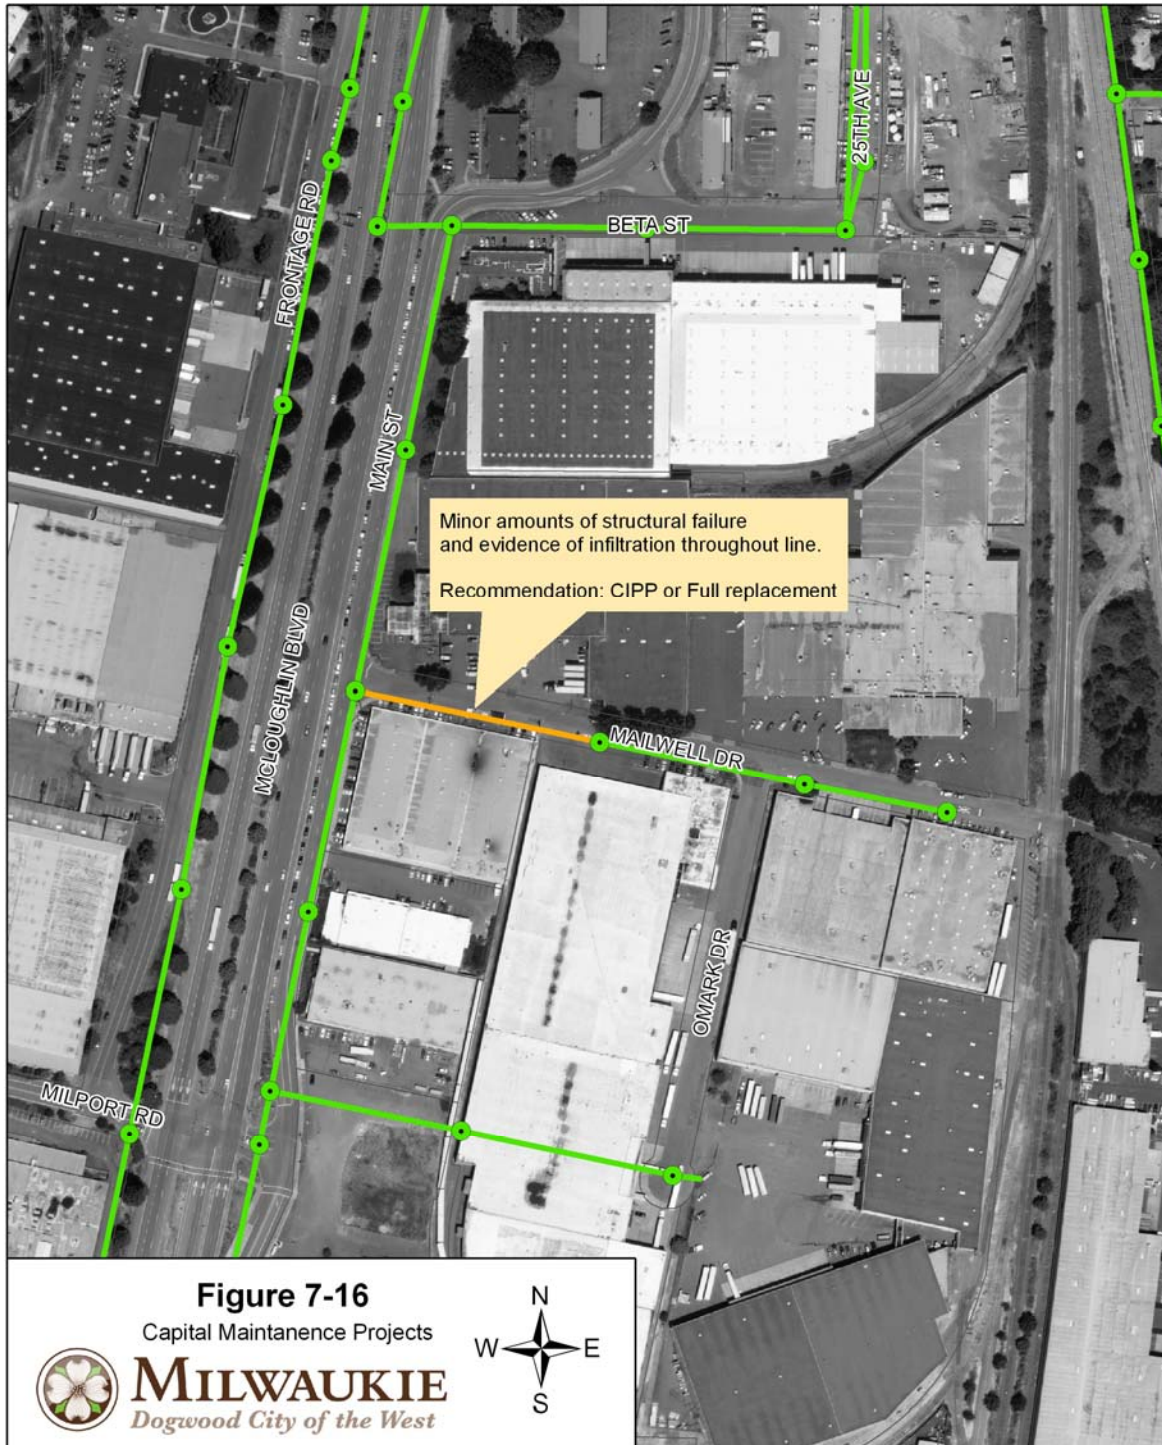 25TH AVE
BETA ST
FRONTAGE RD
MAIN ST
Minor amounts of structural failure
and evidence of infiltration throughout line.
Recommendation: CIPP or Full replacement
MCLOUGHLIN BLVD
MAILWELL DR
OMARK DR
MILPORT RD
Figure 7-16
Capital Maintanence Projects
MILWAUKIE
Dogwood City of the West
N
W E
S